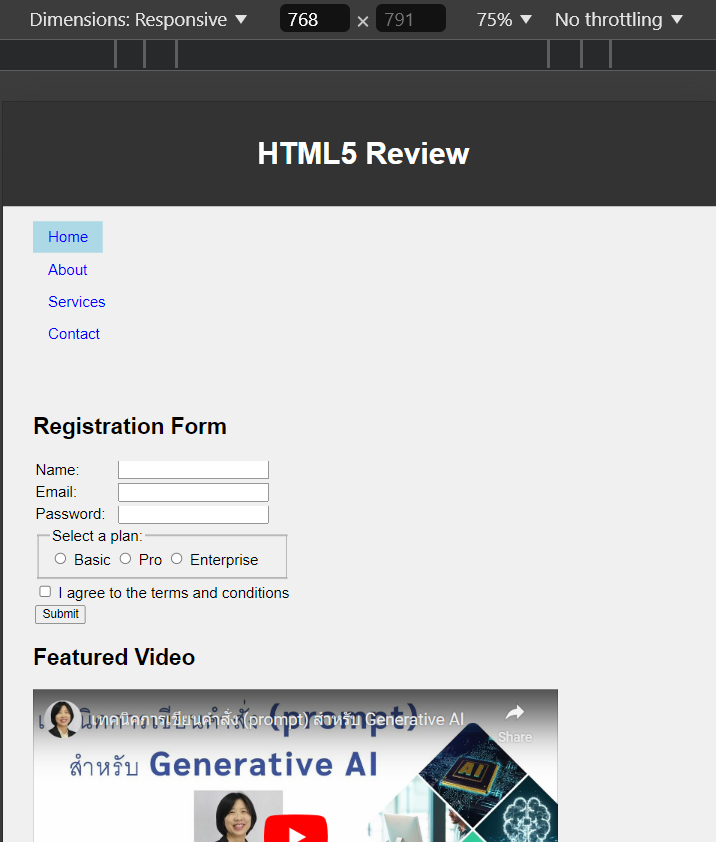 Dimensions: Responsive ▼ 768 × 791 75% ▼ No throttling ▼
HTML5 Review
Home
About
Services
Contact
Registration Form
Name:
Email:
Password:
Select a plan:
Basic Pro Enterprise
I agree to the terms and conditions
Submit
Featured Video
เทคนิคการเขียนคำสั่ง (prompt) สำหรับ Generative AI
(prompt)
Share
สำหรับ Generative AI
AI